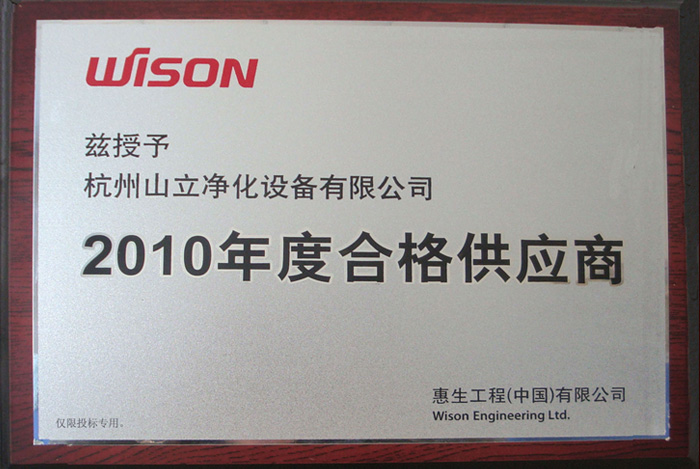 WISON
兹授予
杭州山立净化设备有限公司
2010年度合格供应商
惠生工程(中国)有限公司
Wison Engineering Ltd.
仅限投标专用。